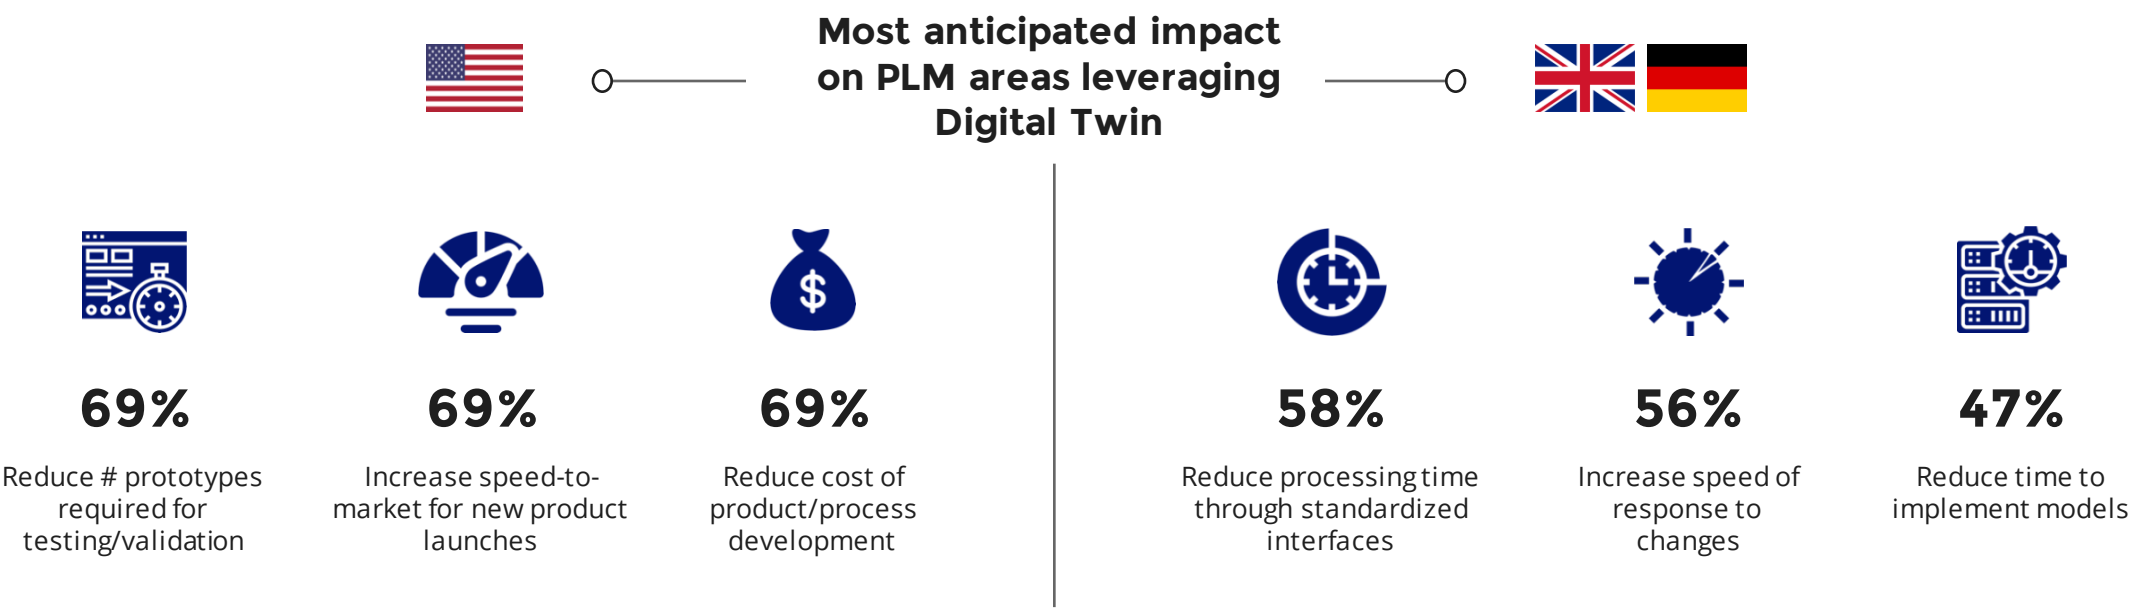 Most anticipated impact
on PLM areas leveraging
Digital Twin
69%
Reduce # prototypes
required for
testing/validation
69%
Increase speed-to-
market for new product
launches
$
69%
Reduce cost of
product/process
development
58%
Reduce processing time
through standardized
interfaces
56%
Increase speed of
response to
changes
47%
Reduce time to
implement models